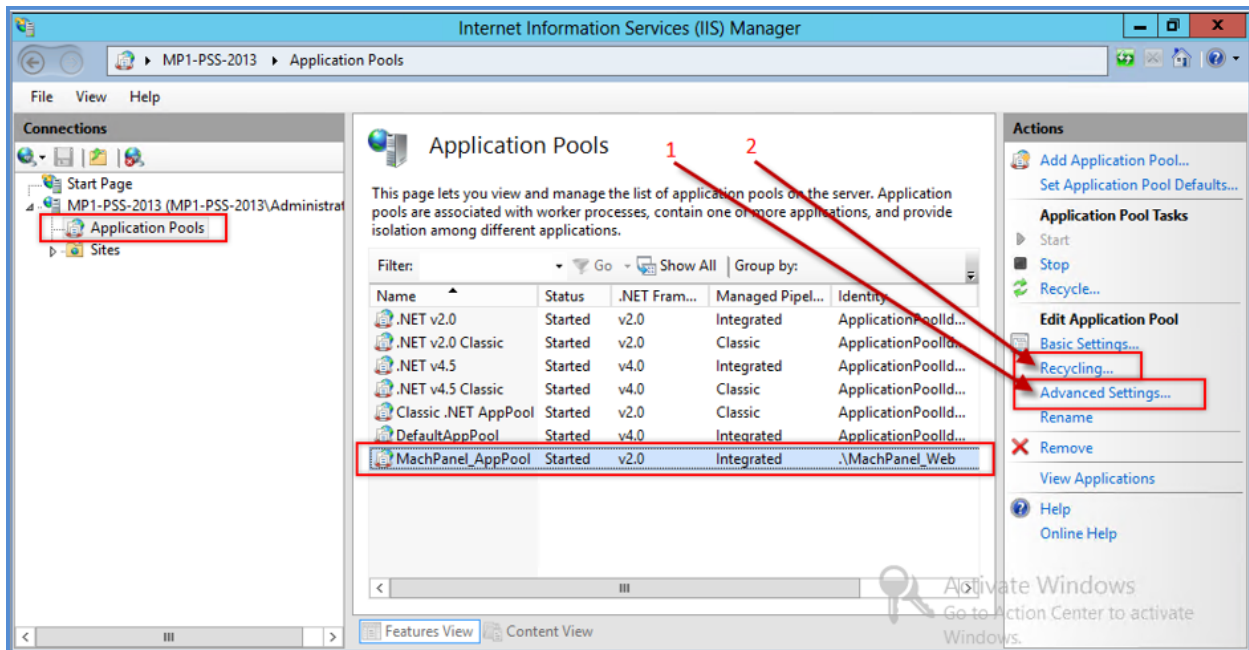 Internet Information Services (IIS) Manager
MP1-PSS-2013 Application Pools
File View Help
Connections
Start Page
MP1-PSS-2013 (MP1-PSS-2013\Administrat
Application Pools
Sites
Application Pools
1 2
This page lets you view and manage the list of application pools on the server. Application
pools are associated with worker processes, contain one or more applications, and provide
isolation among different applications.
Filter: Go Show All Group by:
Name Status .NET Fram... Managed Pipel... Identity
.NET v2.0 Started v2.0 Integrated ApplicationPoolId...
.NET v2.0 Classic Started v2.0 Classic ApplicationPoolId...
.NET v4.5 Started v4.0 Integrated ApplicationPoolId...
.NET v4.5 Classic Started v4.0 Classic ApplicationPoolId...
Classic .NET AppPool Started v2.0 Classic ApplicationPoolId...
DefaultAppPool Started v4.0 Integrated ApplicationPoolId...
MachPanel_AppPool Started v2.0 Integrated .\MachPanel_Web
Features View Content View
Actions
Add Application Pool...
Set Application Pool Defaults...
Application Pool Tasks
Start
Stop
Recycle...
Edit Application Pool
Basic Settings...
Recycling...
Advanced Settings...
Rename
Remove
View Applications
Help
Online Help
Activate Windows
Go to Action Center to activate
Windows.